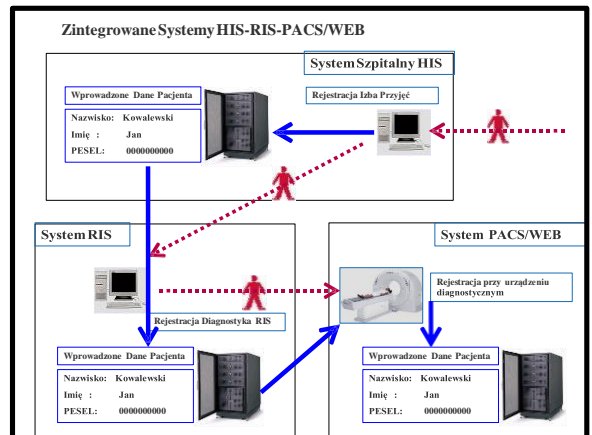 Zintegrowane Systemy HIS-RIS-PACS/WEB
System Szpitalny HIS
Wprowadzone Dane Pacjenta
Rejestracja Izba Przyjęć
Nazwisko: Kowalewski
Imię : Jan
PESEL: 0000000000
System RIS
System PACS/WEB
Rejestracja przy urządzeniu
diagnostycznym
Rejestracja Diagnostyka RIS
Wprowadzone Dane Pacjenta
Nazwisko: Kowalewski
Imię : Jan
PESEL: 0000000000
Wprowadzone Dane Pacjenta
Nazwisko: Kowalewski
Imię : Jan
PESEL: 0000000000